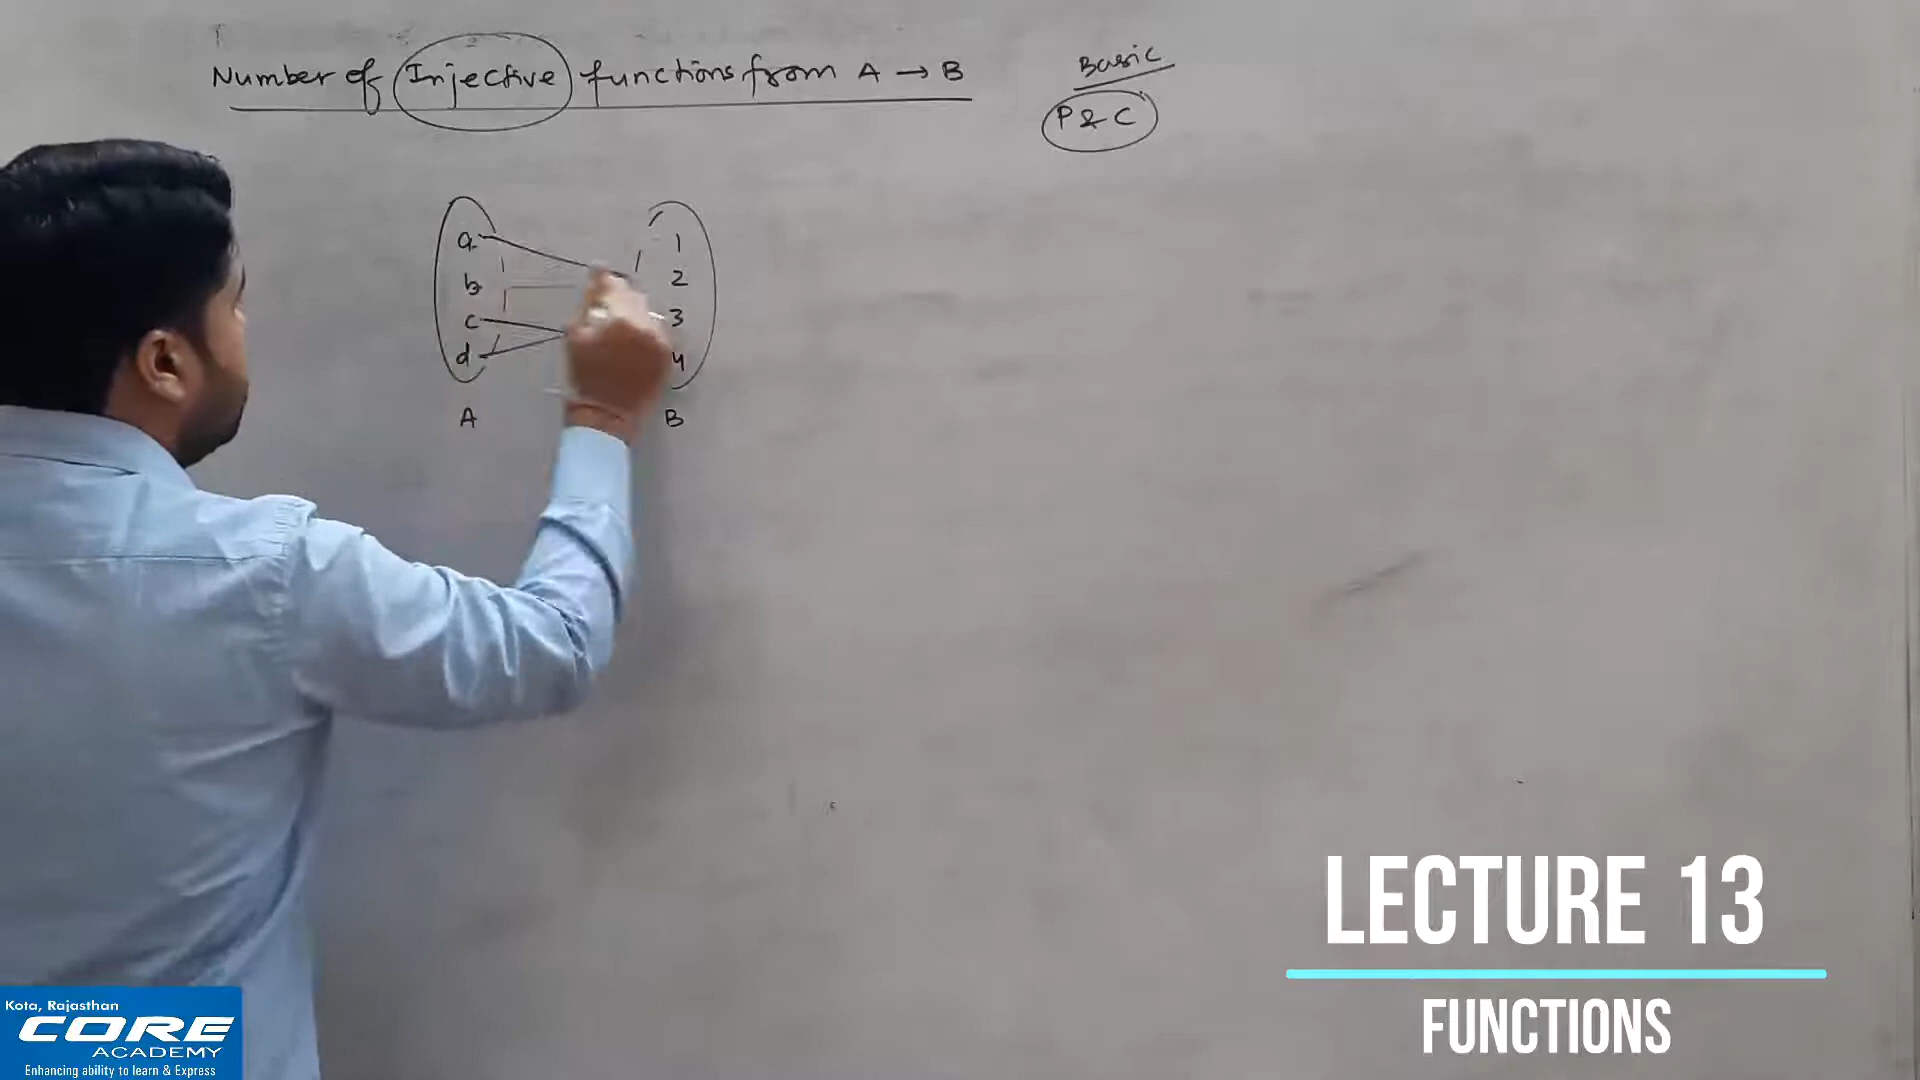 Number of Injective functions from A → B
Basic
P & C
a
b
c
d
A
1
2
3
4
B
LECTURE 13
FUNCTIONS
Kota, Rajasthan
CORE
ACADEMY
Enhancing ability to learn & Express